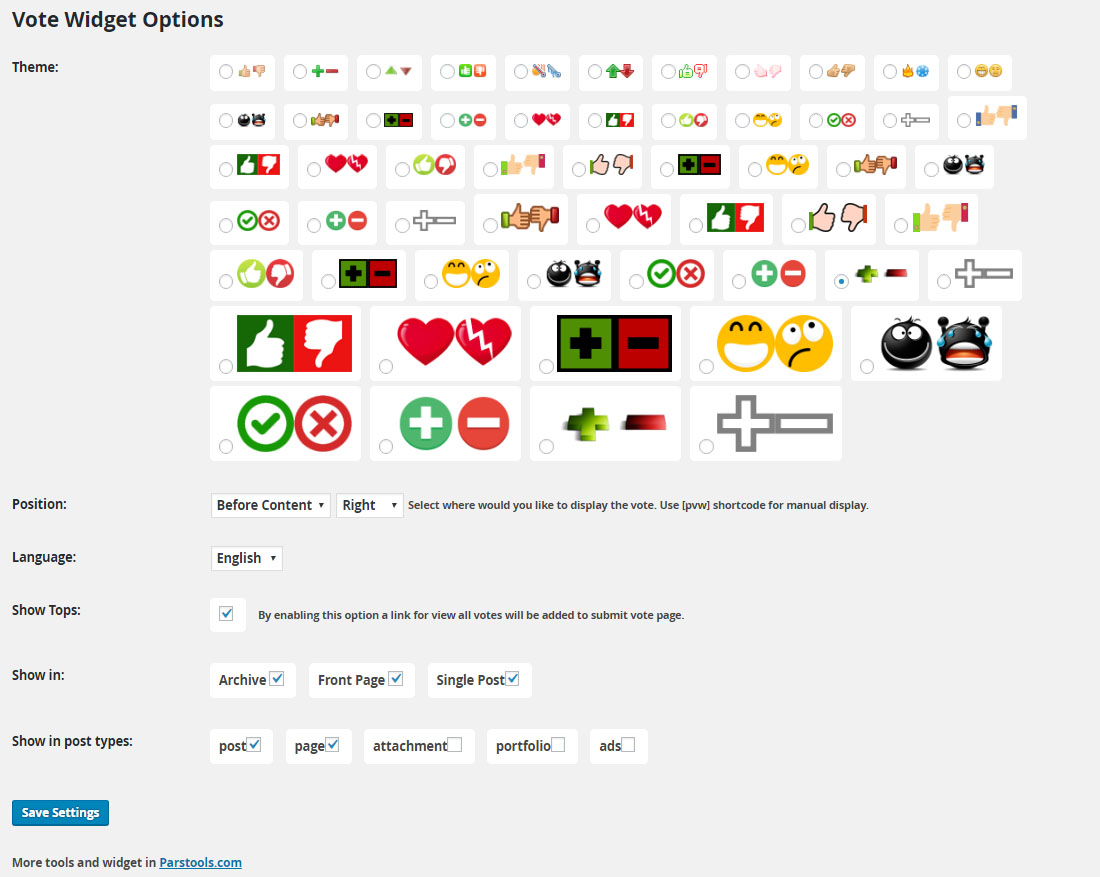 Vote Widget Options
Theme:
Position:
Before Content Right Select where would you like to display the vote. Use [pvw] shortcode for manual display.
Language:
English
Show Tops:
By enabling this option a link for view all votes will be added to submit vote page.
Show in:
Archive Front Page Single Post
Show in post types:
post page attachment portfolio ads
Save Settings
More tools and widget in Parstools.com